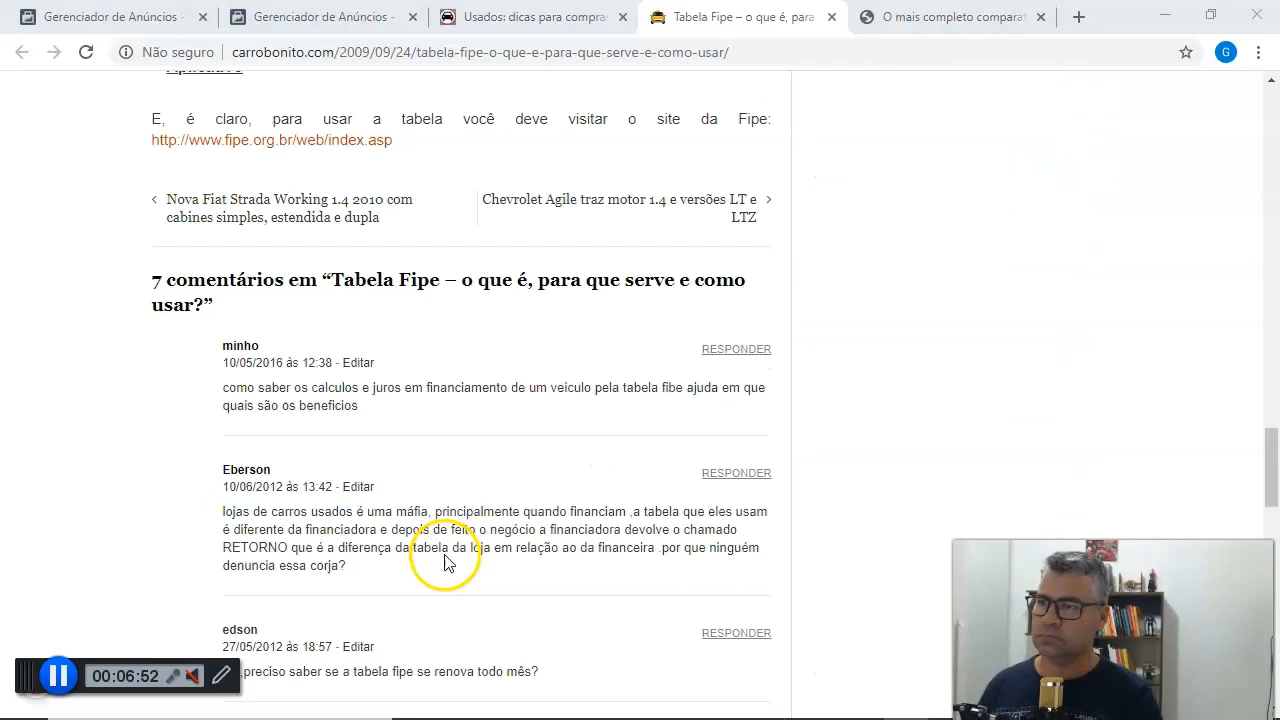 Gerenciador de Anúncios -
Gerenciador de Anúncios -
Usados: dicas para compra
Tabela Fipe – o que é, para
O mais completo comparat
Não seguro
carrobonito.com/2009/09/24/tabela-fipe-o-que-e-para-que-serve-e-como-usar/
G
E, é claro, para usar a tabela você deve visitar o site da Fipe:
http://www.fipe.org.br/web/index.asp
Nova Fiat Strada Working 1.4 2010 com
cabines simples, estendida e dupla
Chevrolet Agile traz motor 1.4 e versões LT e
LTZ
7 comentários em “Tabela Fipe – o que é, para que serve e como
usar?”
minho
RESPONDER
10/05/2016 às 12:38 - Editar
como saber os calculos e juros em financiamento de um veiculo pela tabela fibe ajuda em que
quais são os beneficios
Eberson
RESPONDER
10/06/2012 às 13:42 - Editar
lojas de carros usados é uma máfia, principalmente quando financiam ,a tabela que eles usam
é diferente da financiadora e depois de feito o negócio a financiadora devolve o chamado
RETORNO que é a diferença da tabela da loja em relação ao da financeira .por que ninguém
denuncia essa corja?
edson
RESPONDER
27/05/2012 às 18:57 - Editar
preciso saber se a tabela fipe se renova todo mês?
00:06:52